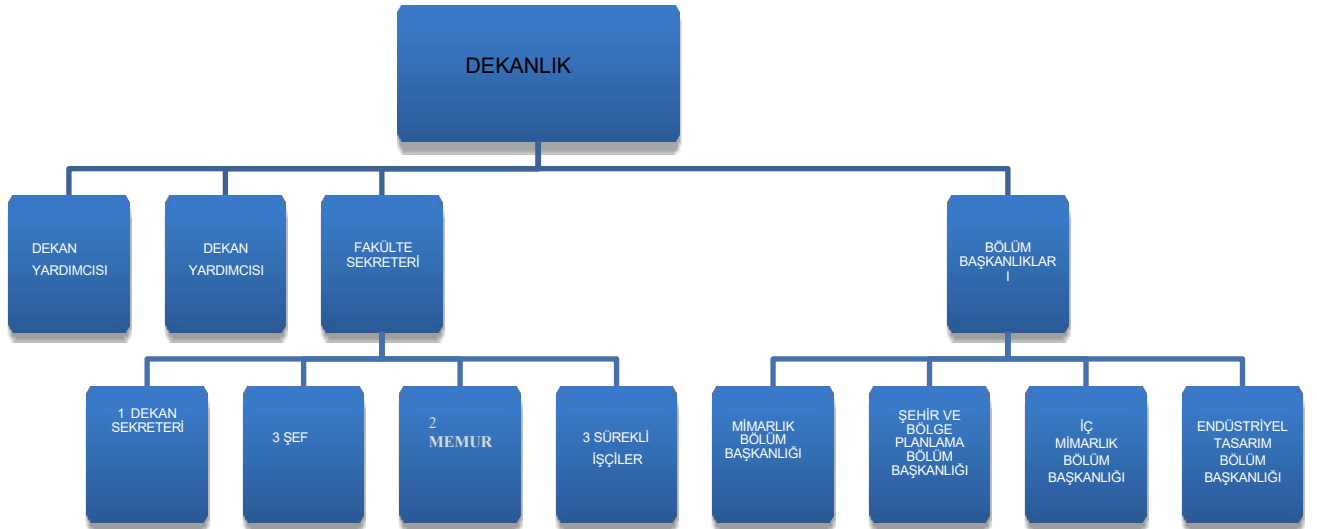 DEKANLIK
DEKAN
YARDIMCISI
DEKAN
YARDIMCISI
FAKÜLTE
SEKRETERİ
BÖLÜM
BAŞKANLIKLAR
I
1 DEKAN
SEKRETERİ
3 ŞEF
2
MEMUR
3 SÜREKLİ
İŞÇİLER
MİMARLIK
BÖLÜM
BAŞKANLIĞI
ŞEHİR VE
BÖLGE
PLANLAMA
BÖLÜM
BAŞKANLIĞI
İÇ
MİMARLIK
BÖLÜM
BAŞKANLIĞI
ENDÜSTRİYEL
TASARIM
BÖLÜM
BAŞKANLIĞI